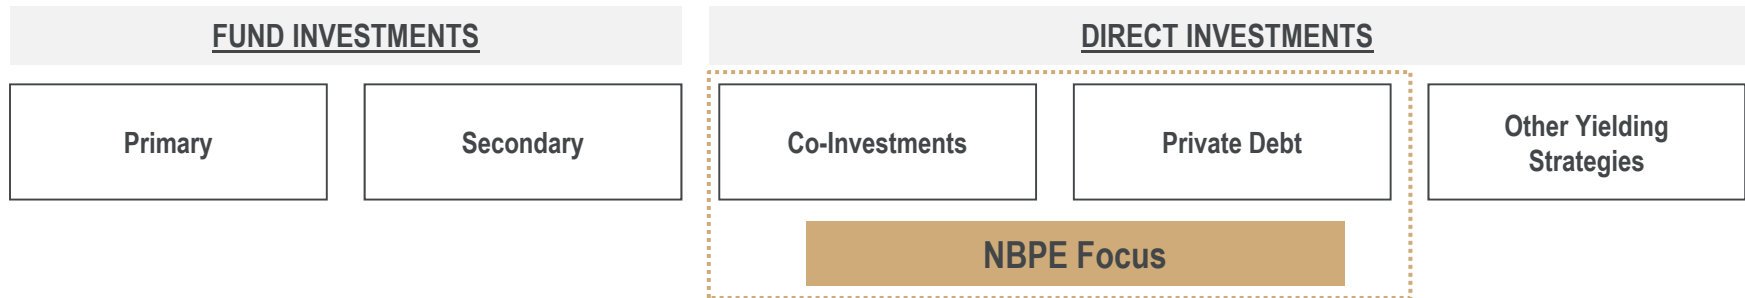 FUND INVESTMENTS
DIRECT INVESTMENTS
Primary
Secondary
Co-Investments
Private Debt
Other Yielding
Strategies
NBPE Focus